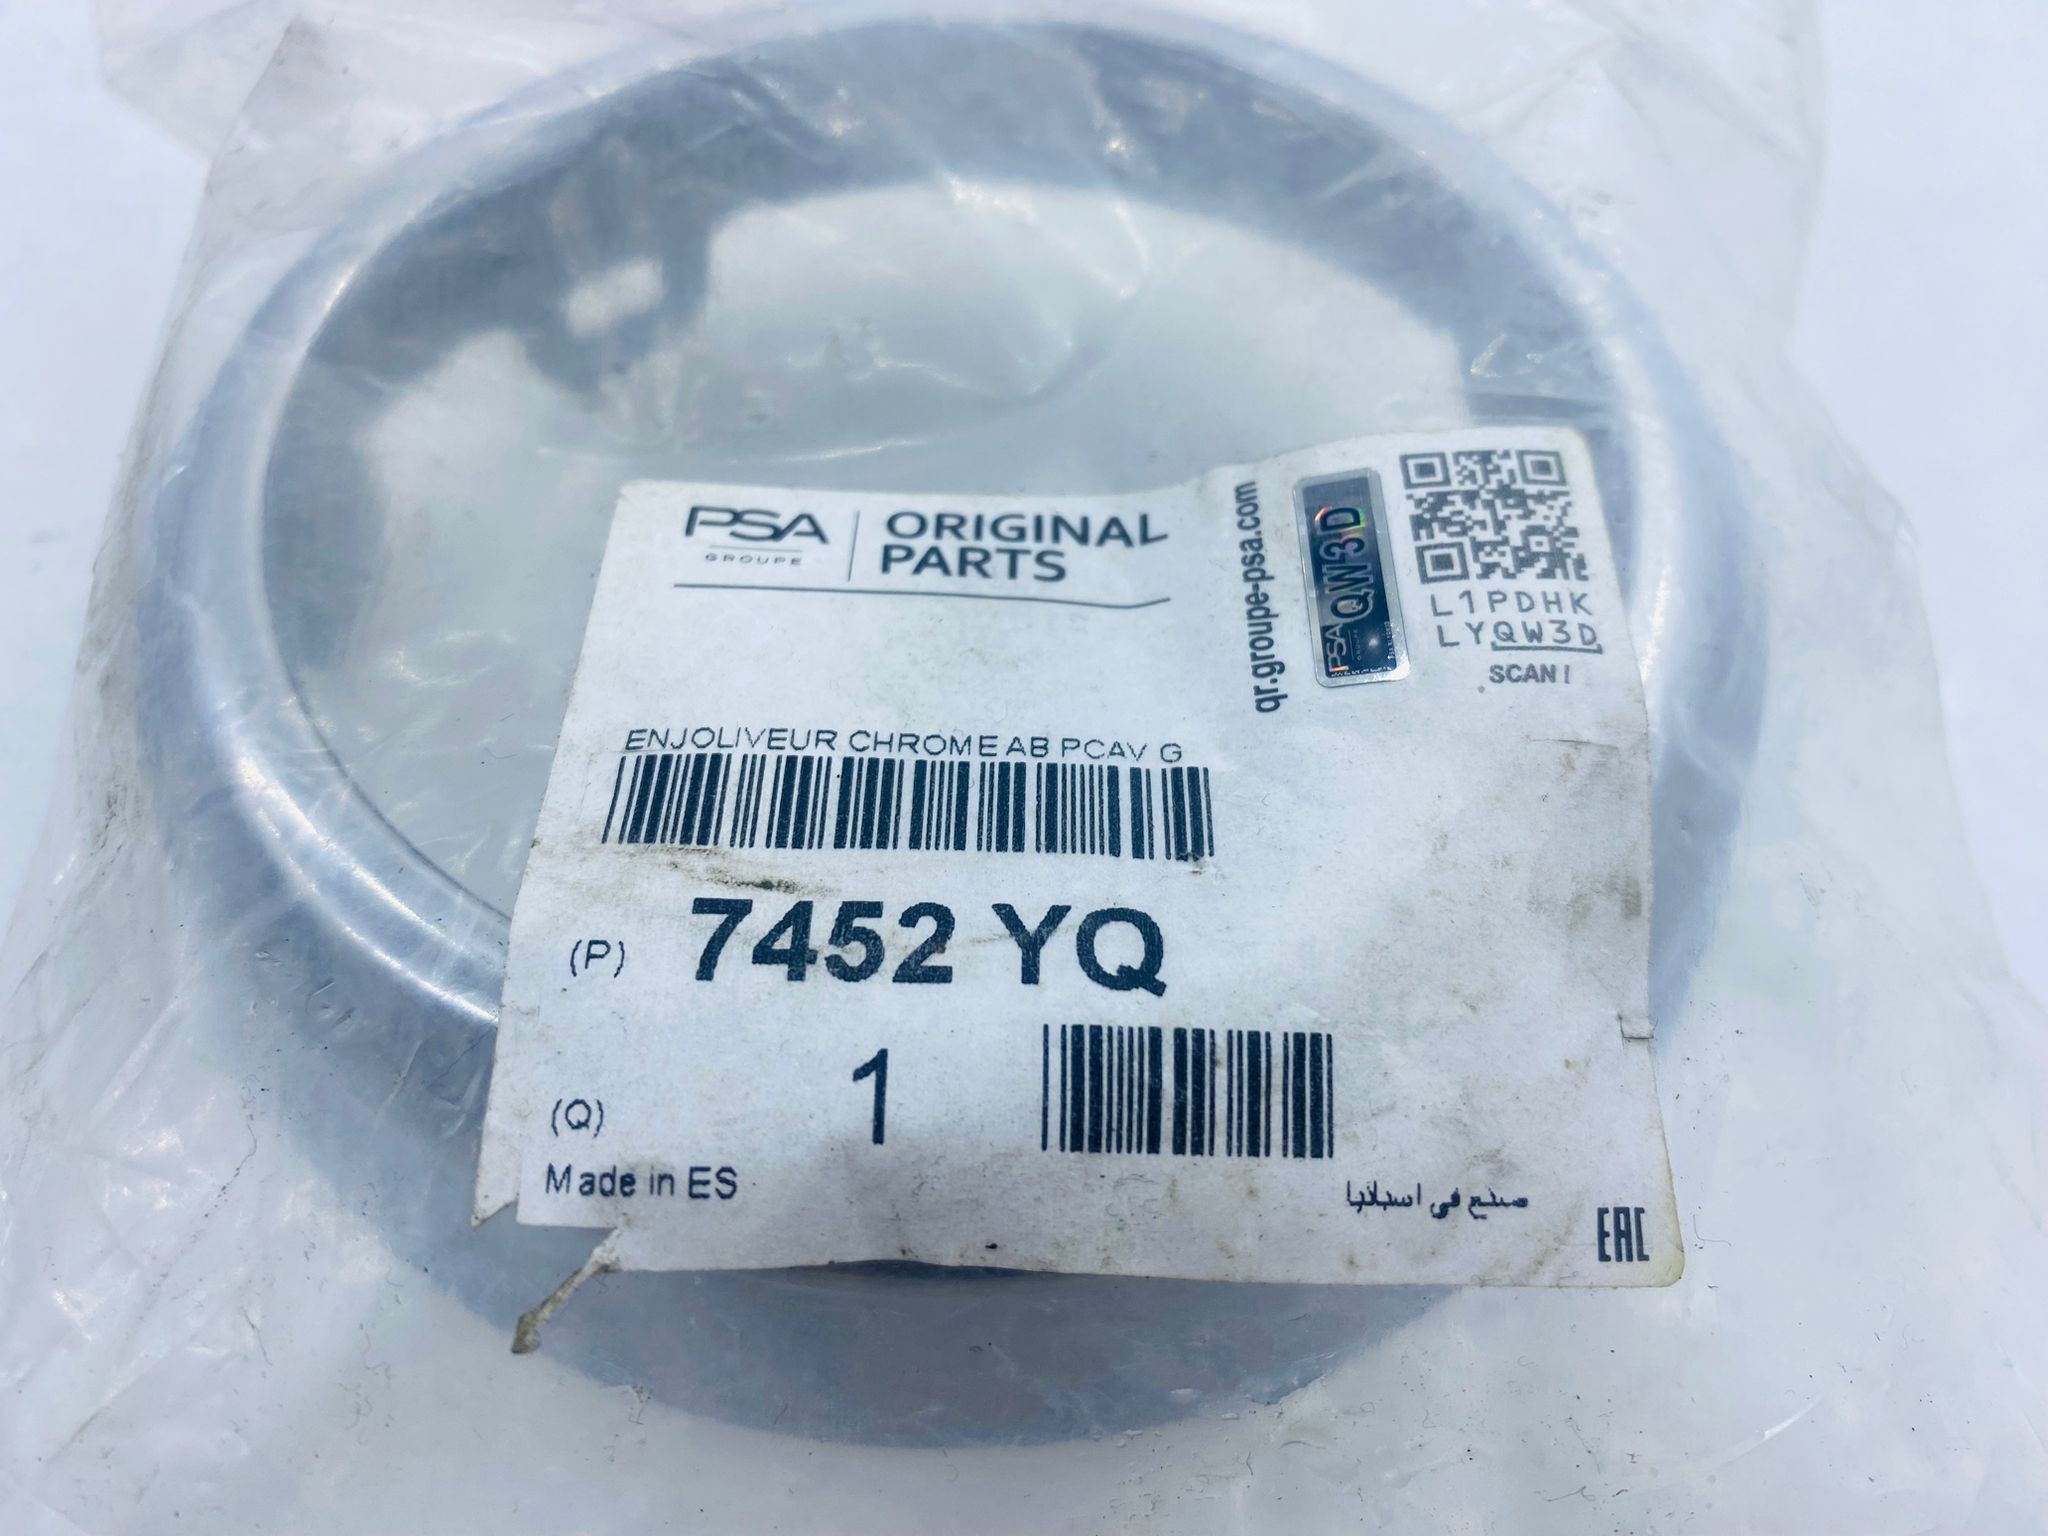 PSA
GROUPE
ORIGINAL
PARTS
qr.groupe-psa.com
PSA
GROUPE
QW3D
L1PDHK
LYQW3D
SCAN !
ENJOLIVEUR CHROME AB PCAV G
(P) 7452 YQ
(Q) 1
Made in ES
صنع في اسبانيا
EAC